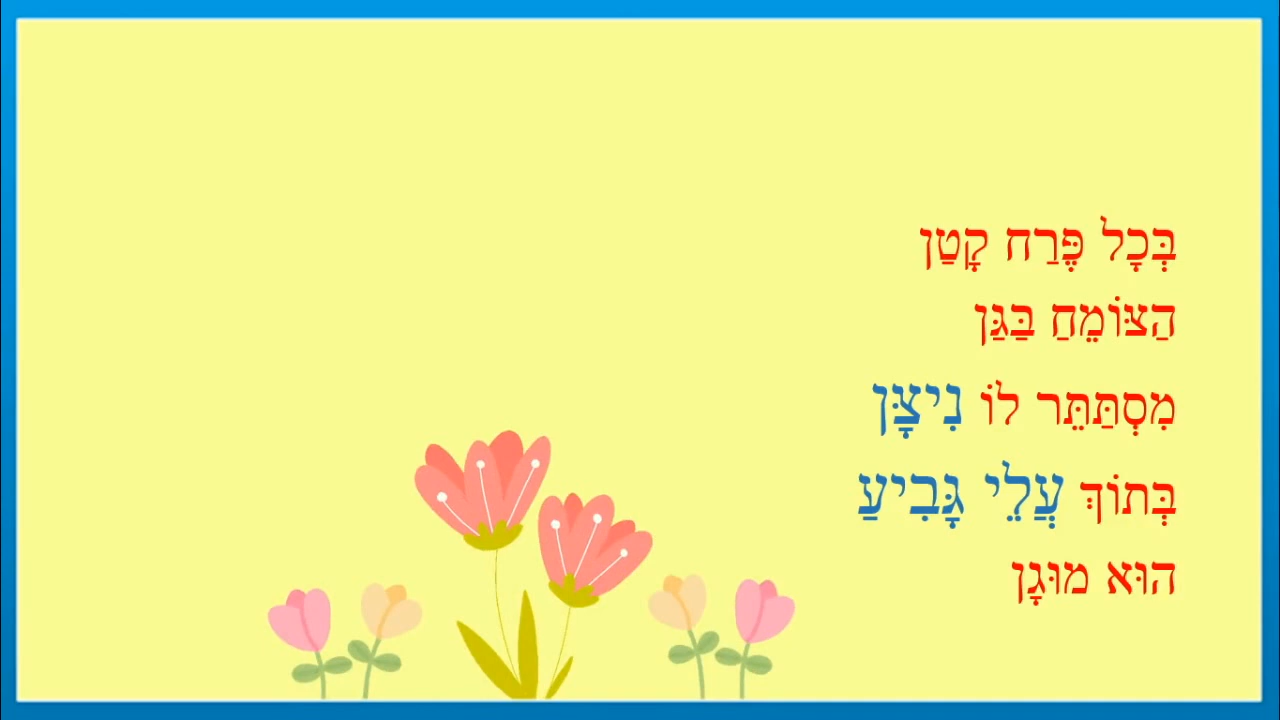 בְּכָל פֶּרַח קָטַן
הַצּוֹמֵחַ בַּגַּן
מִסְתַּתֵּר לוֹ נִיצָּן
בְּתוֹךְ עֲלֵי גָּבִיעַ
הוּא מוּגָן